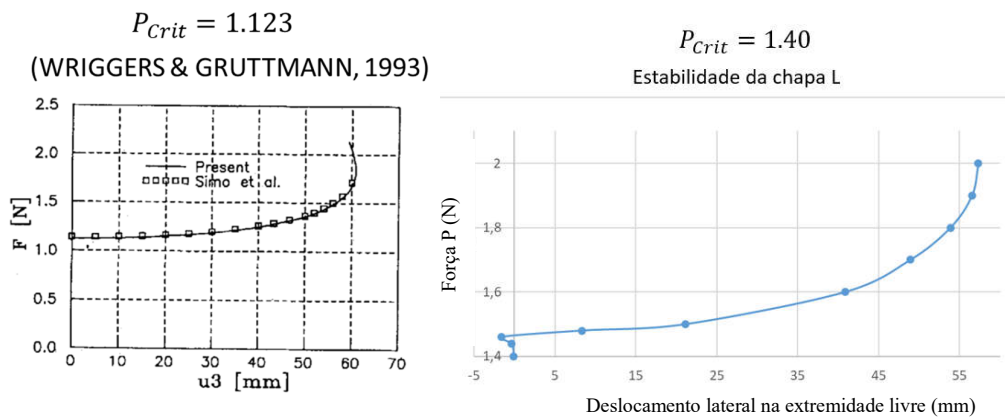 P_Crit = 1.123
(WRIGGERS & GRUTTMANN, 1993)
2.5
2.0
1.5
1.0
0.5
0.0
F [N]
Present
Simo et al.
0 10 20 30 40 50 60 70
u3 [mm]
P_Crit = 1.40
Estabilidade da chapa L
2
1,8
1,6
1,4
Força P (N)
-5 5 15 25 35 45 55
Deslocamento lateral na extremidade livre (mm)